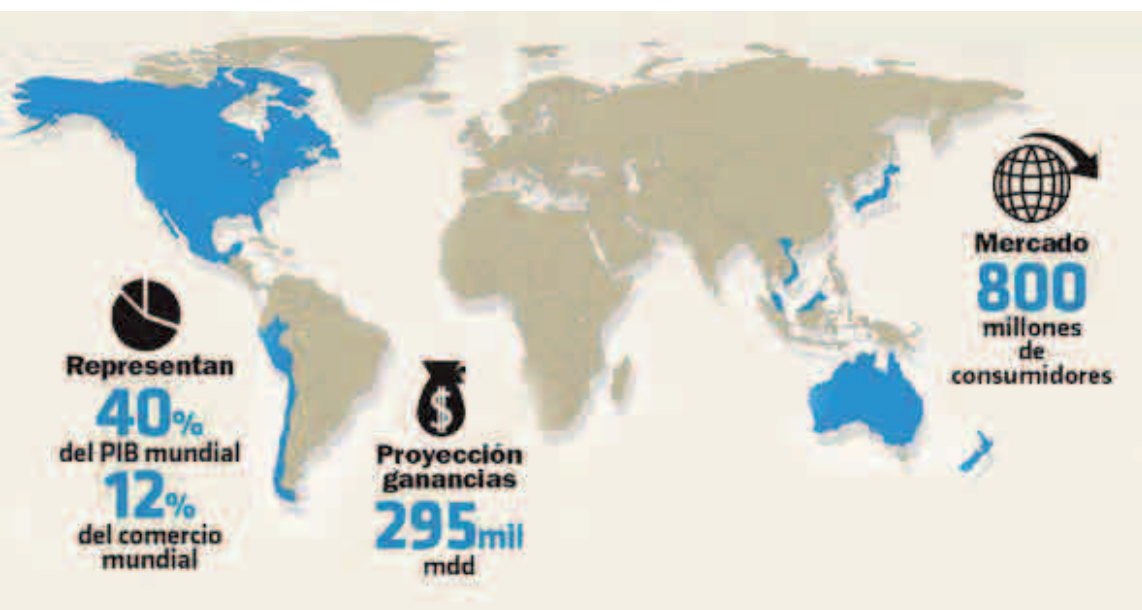 Representan
40%
del PIB mundial
12%
del comercio
mundial
$
Proyección
ganancias
295mil
mdd
Mercado
800
millones
de
consumidores